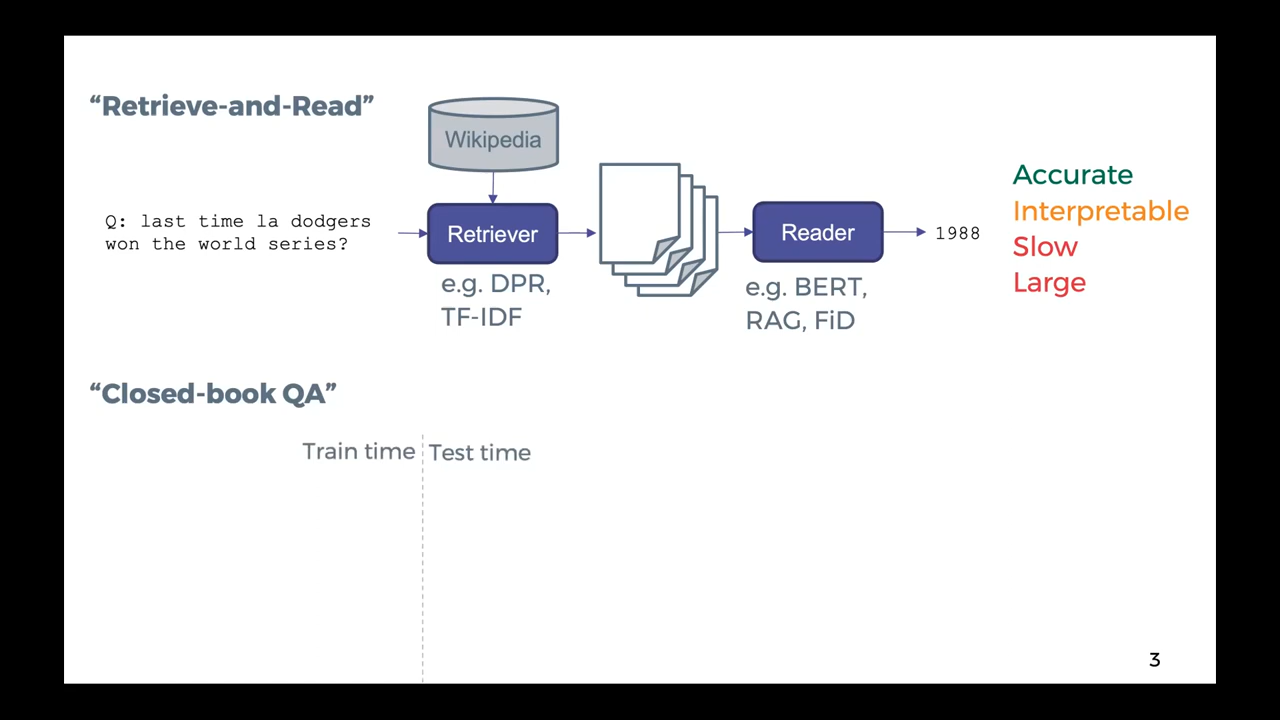 “Retrieve-and-Read”
Wikipedia
Q: last time la dodgers
won the world series?
Retriever
e.g. DPR,
TF-IDF
Reader
e.g. BERT,
RAG, FiD
1988
Accurate
Interpretable
Slow
Large
“Closed-book QA”
Train time
Test time
3